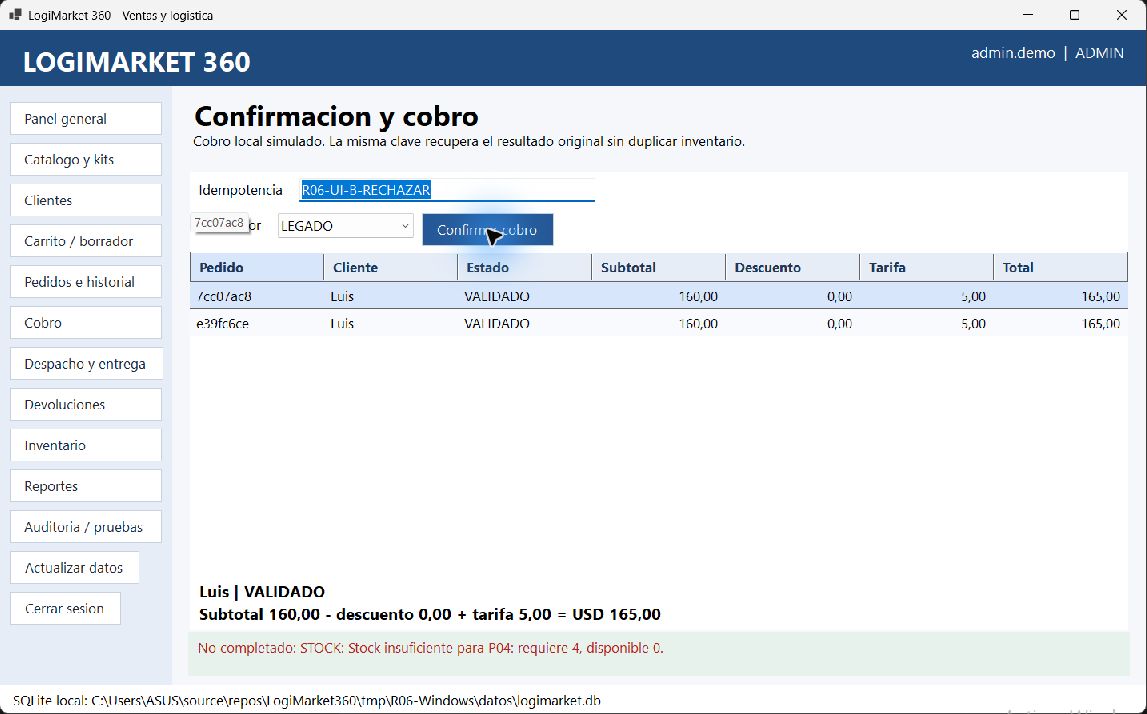 LogiMarket 360 - Ventas y logistica
LOGIMARKET 360
admin.demo | ADMIN
Panel general
Catalogo y kits
Clientes
Carrito / borrador
Pedidos e historial
Cobro
Despacho y entrega
Devoluciones
Inventario
Reportes
Auditoria / pruebas
Actualizar datos
Cerrar sesion
Confirmacion y cobro
Cobro local simulado. La misma clave recupera el resultado original sin duplicar inventario.
Idempotencia R06-UI-B-RECHAZAR
7cc07ac8 LEGADO cobro
Pedido Cliente Estado Subtotal Descuento Tarifa Total
7cc07ac8 Luis VALIDADO 160,00 0,00 5,00 165,00
e39fc6ce Luis VALIDADO 160,00 0,00 5,00 165,00
Luis | VALIDADO
Subtotal 160,00 - descuento 0,00 + tarifa 5,00 = USD 165,00
No completado: STOCK: Stock insuficiente para P04: requiere 4, disponible 0.
SQLite local: C:\Users\ASUS\source\repos\LogiMarket360\tmp\R06-Windows\datos\logimarket.db